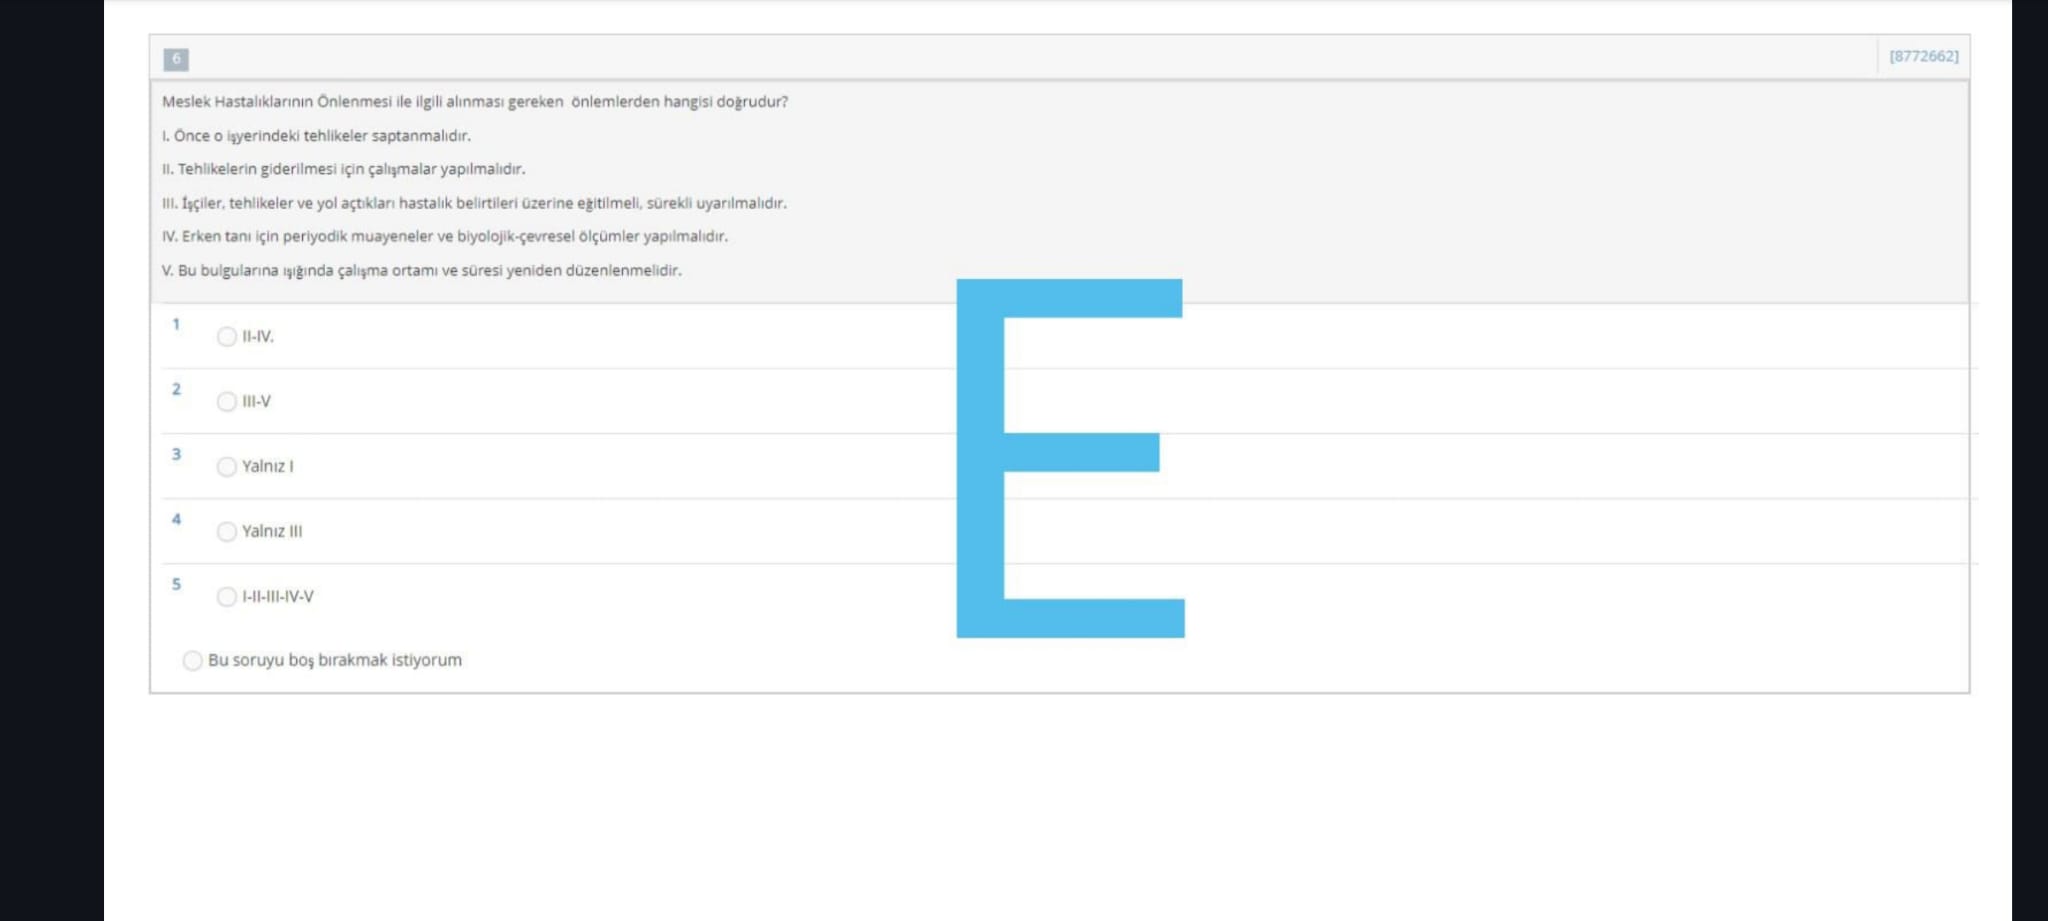 6
[8772662]
Meslek Hastalıklarının Önlenmesi ile ilgili alınması gereken önlemlerden hangisi doğrudur?
I. Önce o işyerindeki tehlikeler saptanmalıdır.
II. Tehlikelerin giderilmesi için çalışmalar yapılmalıdır.
III. İşçiler, tehlikeler ve yol açtıkları hastalık belirtileri üzerine eğitilmeli, sürekli uyarılmalıdır.
IV. Erken tanı için periyodik muayeneler ve biyolojik-çevresel ölçümler yapılmalıdır.
V. Bu bulgularına ışığında çalışma ortamı ve süresi yeniden düzenlenmelidir.
1
II-IV.
2
III-V
3
Yalnız I
4
Yalnız III
5
I-II-III-IV-V
Bu soruyu boş bırakmak istiyorum
E